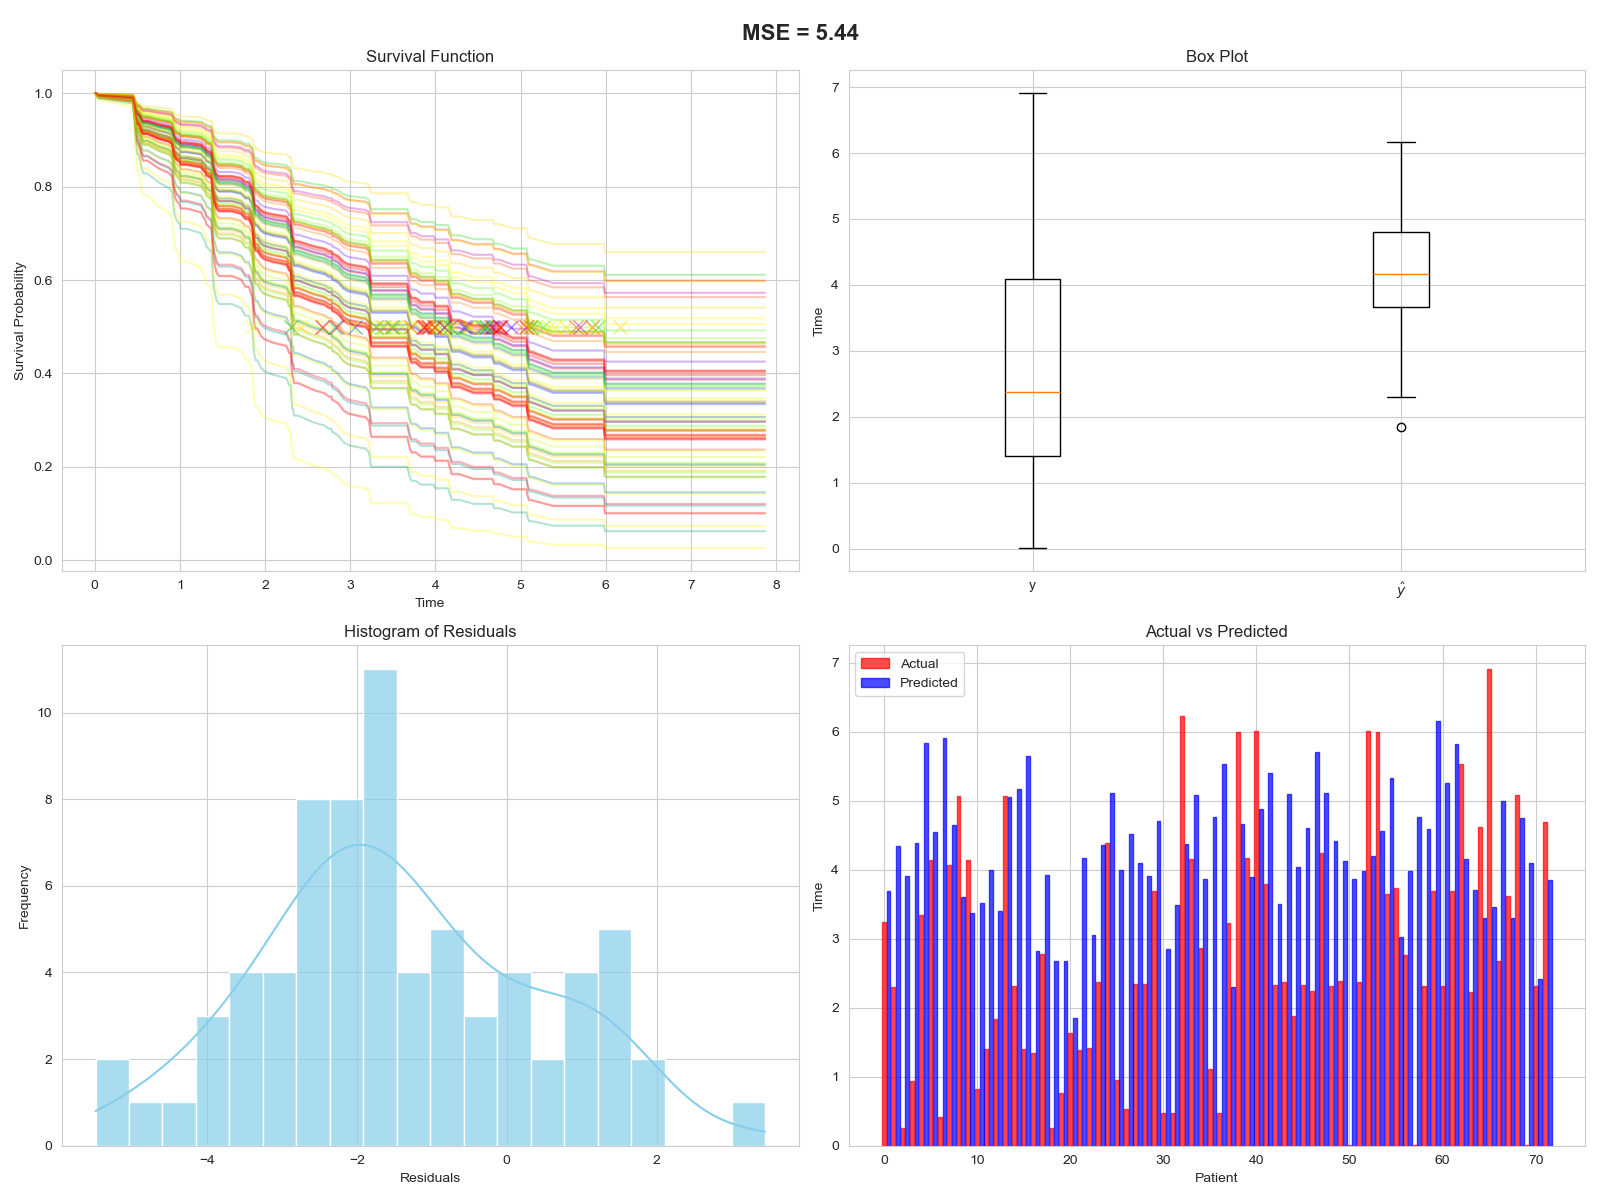 MSE = 5.44
Survival Function
1.0
0.8
0.6
0.4
0.2
0.0
Survival Probability
0 1 2 3 4 5 6 7 8
Time
Box Plot
7
6
5
4
3
2
1
0
Time
y ŷ
Histogram of Residuals
10
8
6
4
2
0
Frequency
−4 −2 0 2
Residuals
Actual vs Predicted
Actual
Predicted
7
6
5
4
3
2
1
0
Time
0 10 20 30 40 50 60 70
Patient